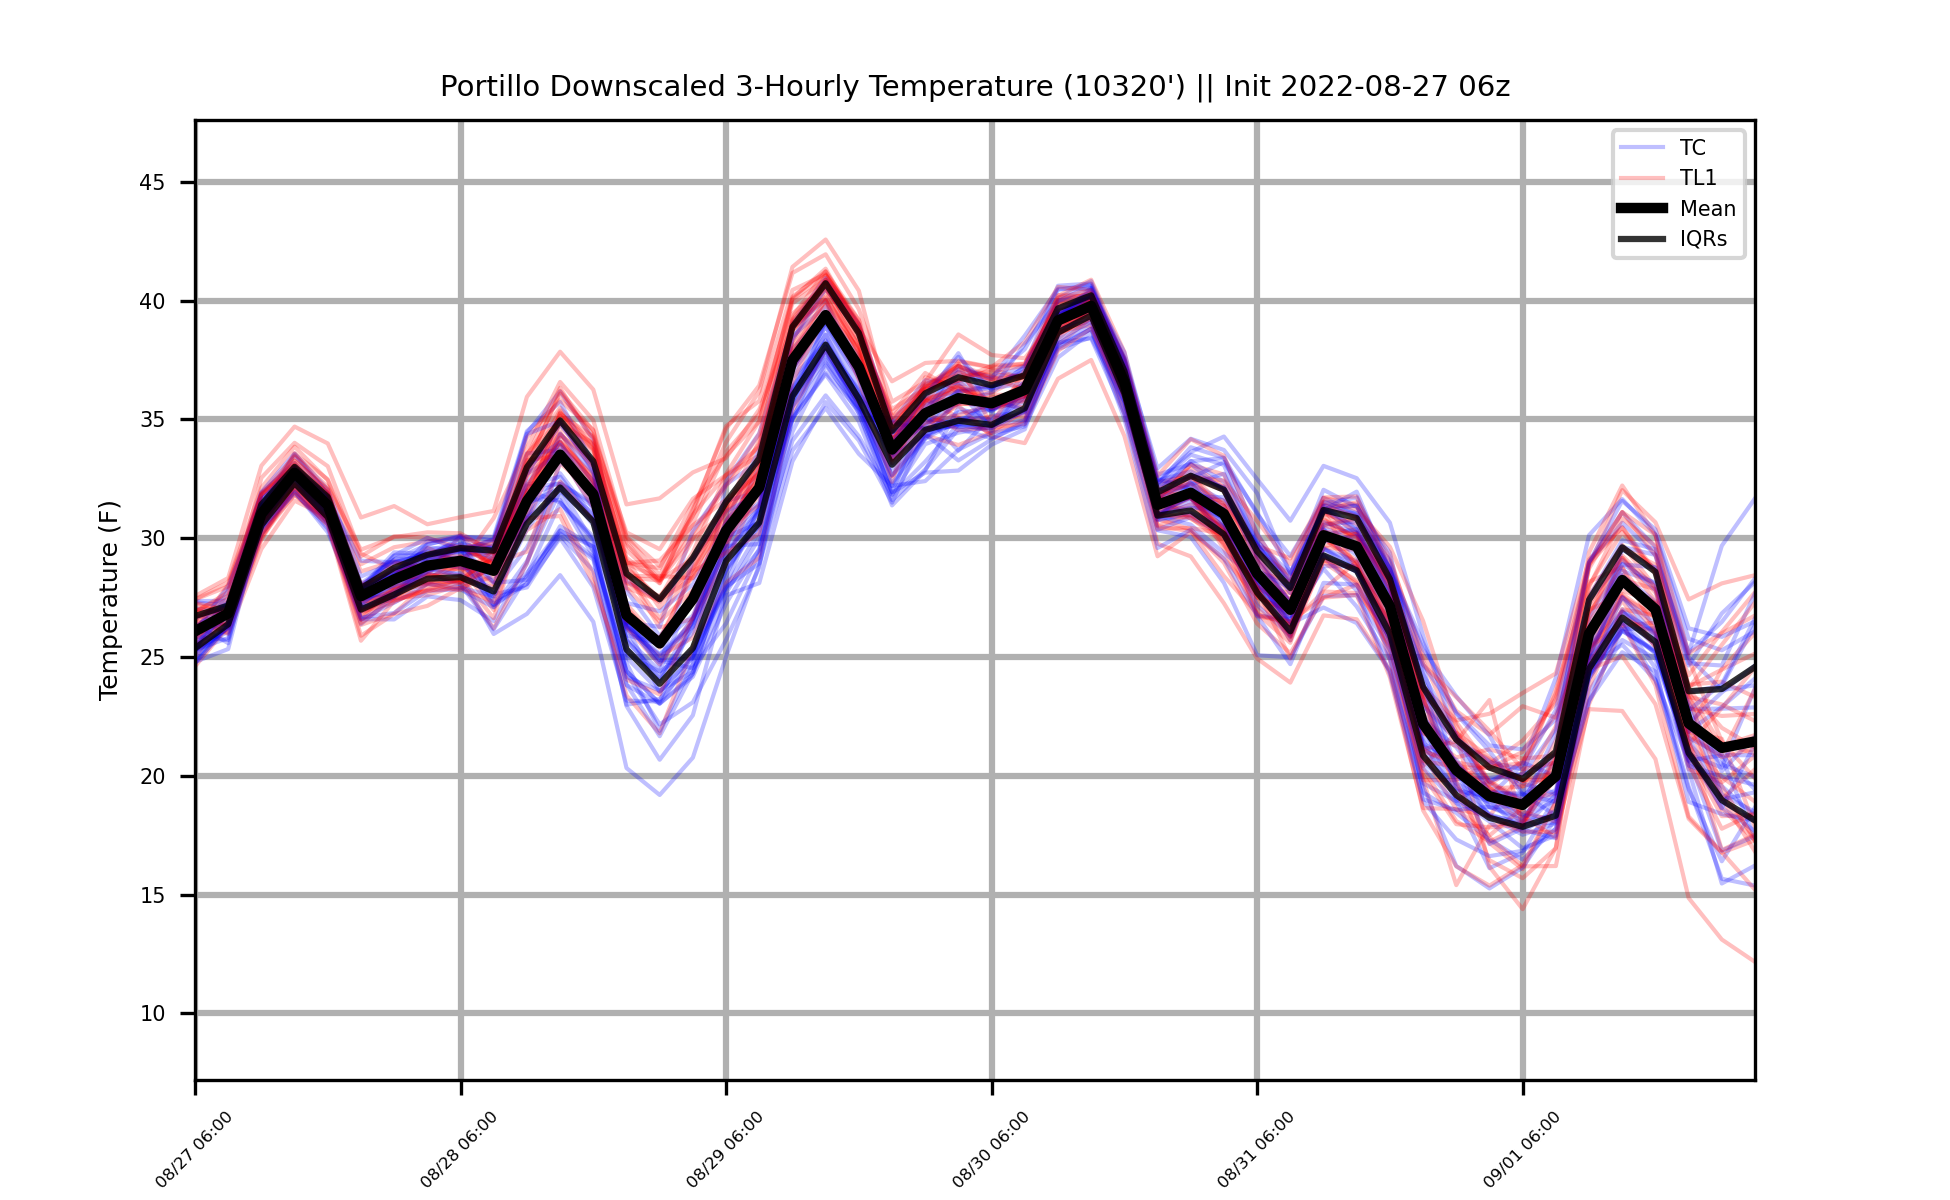 Portillo Downscaled 3-Hourly Temperature (10320') || Init 2022-08-27 06z
TC
TL1
Mean
IQRs
Temperature (F)
45
40
35
30
25
20
15
10
08/27 06:00
08/28 06:00
08/29 06:00
08/30 06:00
08/31 06:00
09/01 06:00